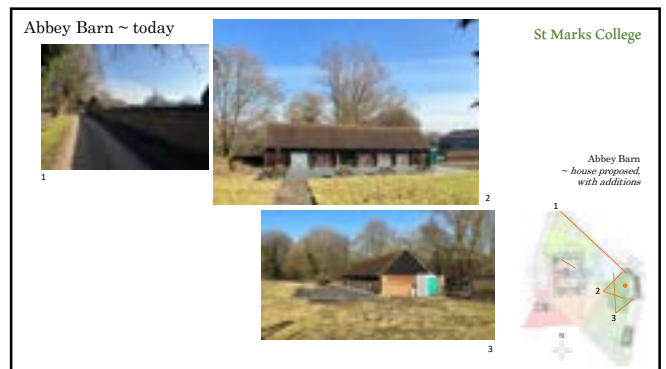 Abbey Barn ~ today
St Marks College
1
2
Abbey Barn
~ house proposed,
with additions
3
1
2
3
N